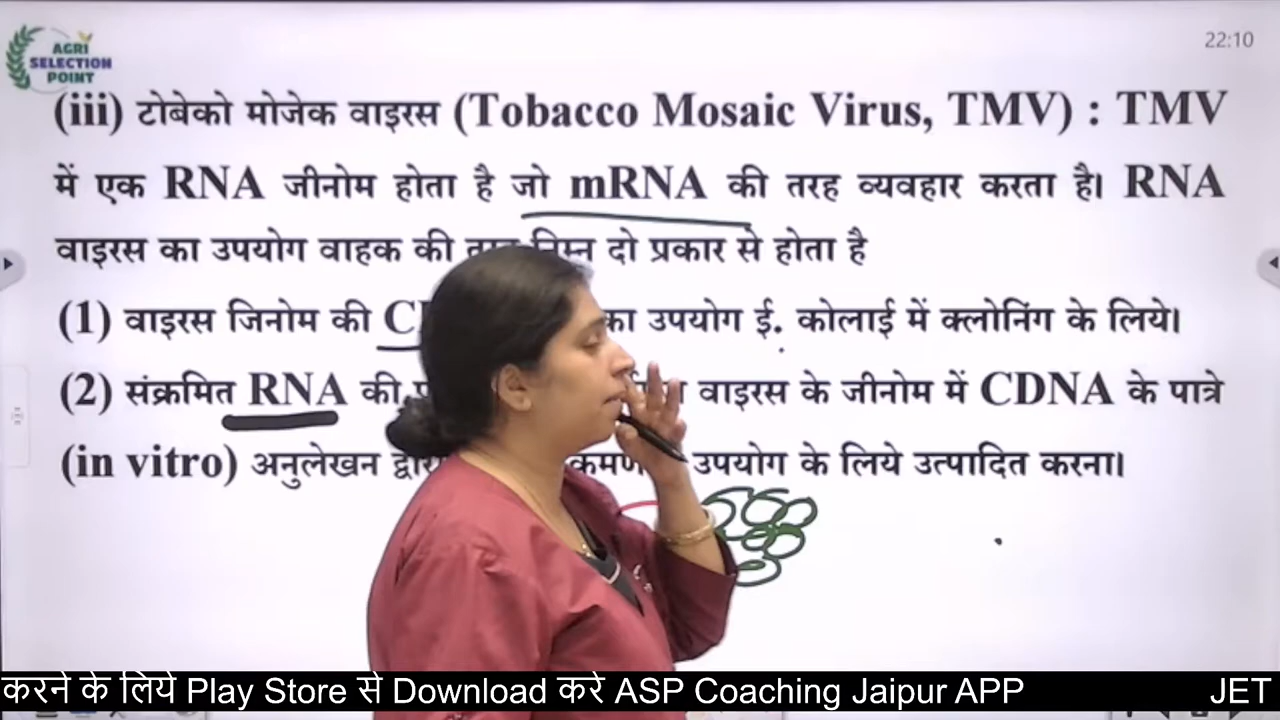 AGRI
SELECTION
POINT
22:10
(iii) टोबेको मोजेक वाइरस (Tobacco Mosaic Virus, TMV) : TMV
में एक RNA जीनोम होता है जो mRNA की तरह व्यवहार करता है। RNA
वाइरस का उपयोग वाहक की निम्न दो प्रकार से होता है
(1) वाइरस जिनोम की का उपयोग ई. कोलाई में क्लोनिंग के लिये।
(2) संक्रमित RNA की वाइरस के जीनोम में CDNA के पात्रे
(in vitro) अनुलेखन उपयोग के लिये उत्पादित करना।
करने के लिये Play Store से Download करे ASP Coaching Jaipur APP JET